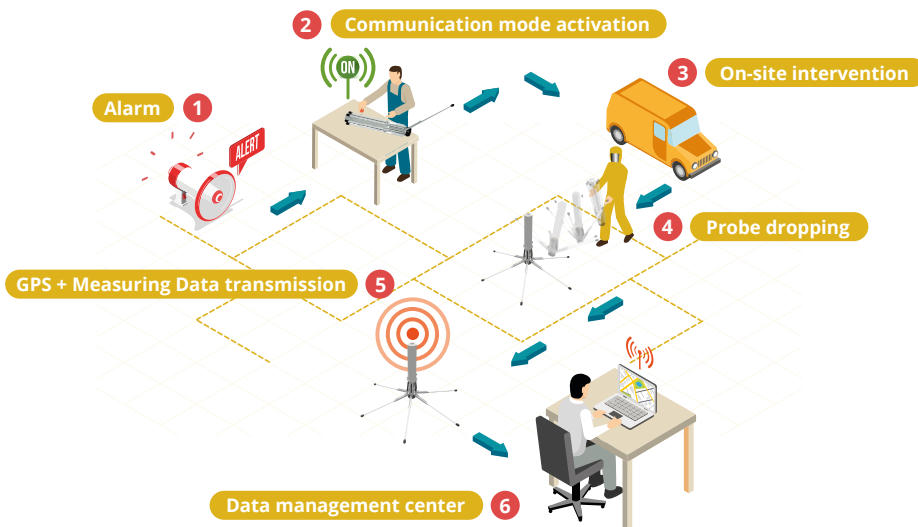 2 Communication mode activation
ON
3 On-site intervention
Alarm 1
ALERT
4 Probe dropping
GPS + Measuring Data transmission 5
Data management center 6